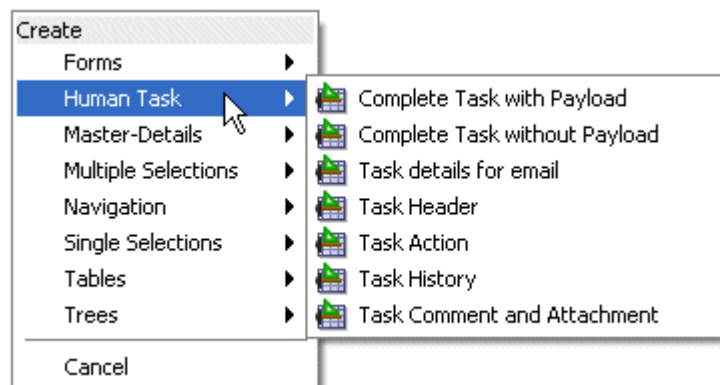 Create
Forms
Human Task
Master-Details
Multiple Selections
Navigation
Single Selections
Tables
Trees
Cancel
Complete Task with Payload
Complete Task without Payload
Task details for email
Task Header
Task Action
Task History
Task Comment and Attachment